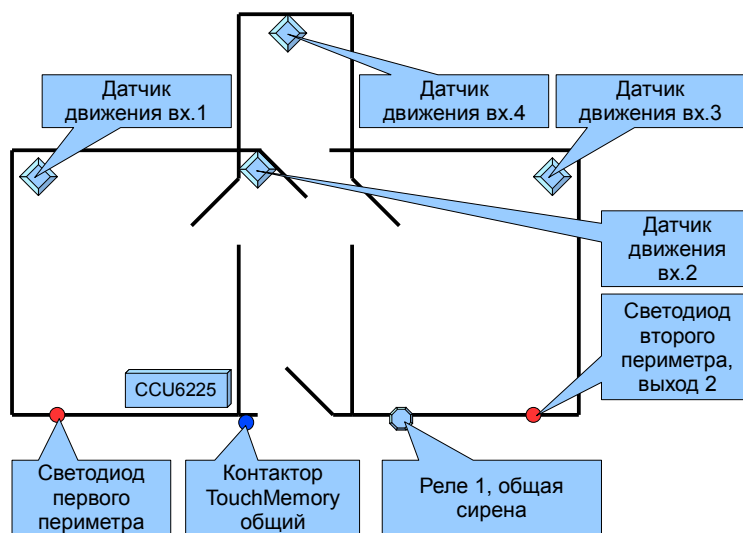 Датчик
движения вх.1
Датчик
движения вх.4
Датчик
движения вх.3
Датчик
движения
вх.2
Светодиод
второго
периметра,
выход 2
CCU6225
Светодиод
первого
периметра
Контактор
TouchMemory
общий
Реле 1, общая
сирена